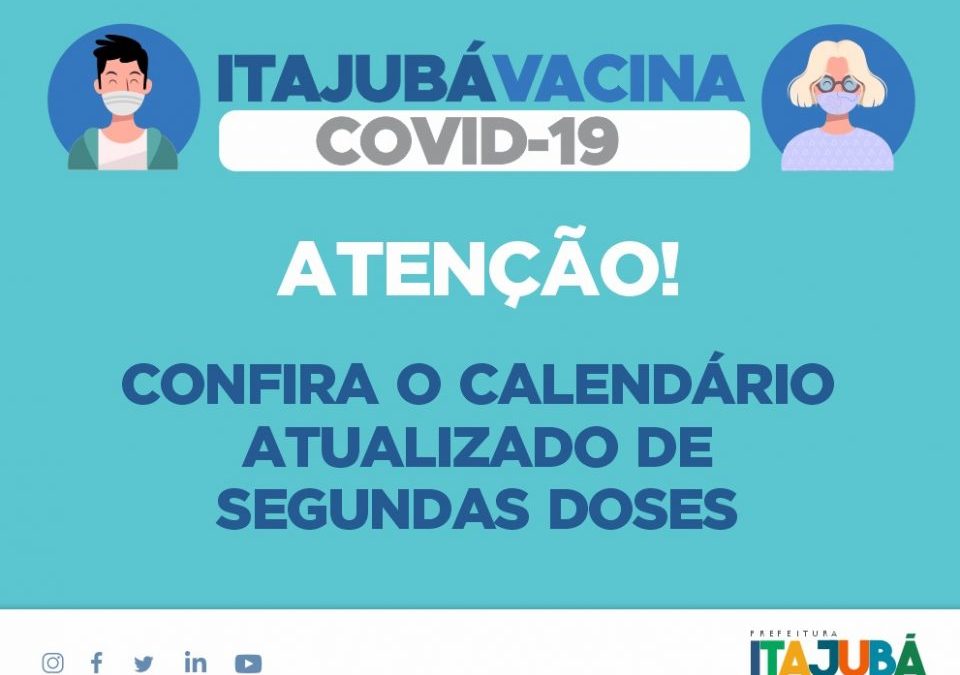 ITAJUBÁVACINA
COVID-19
ATENÇÃO!
CONFIRA O CALENDÁRIO
ATUALIZADO DE
SEGUNDAS DOSES
PREFEITURA
ITAJUBÁ